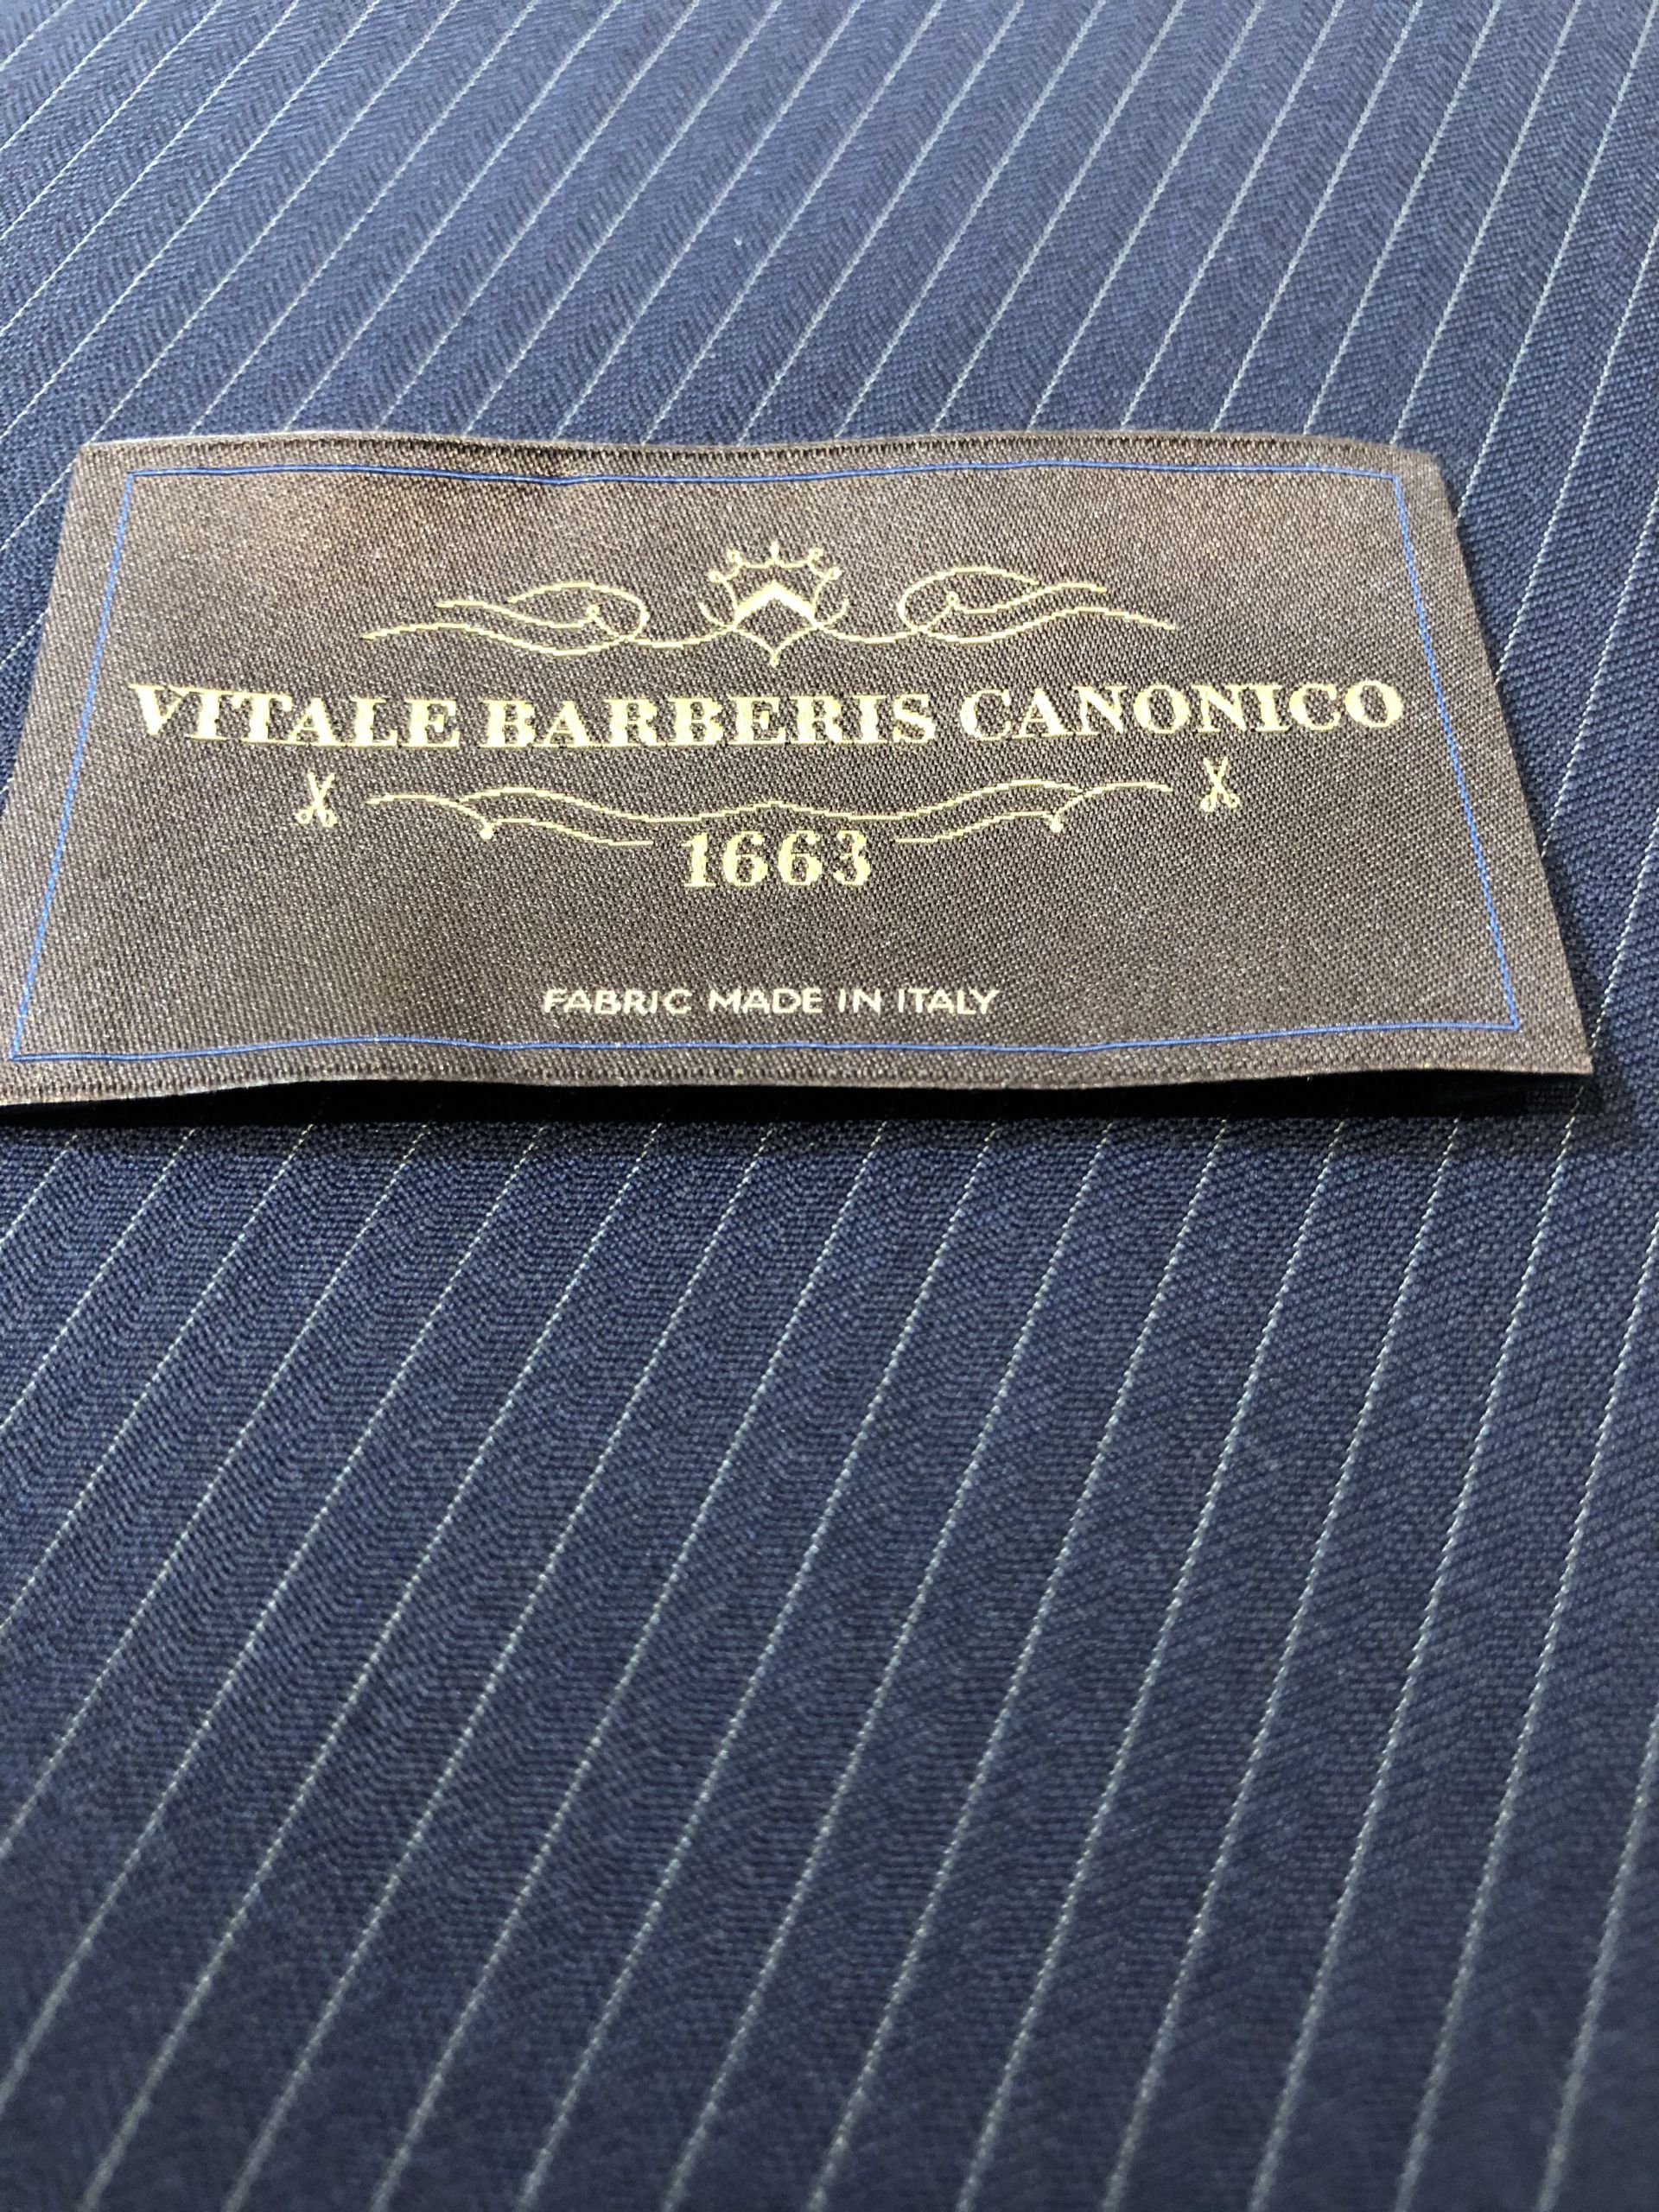 VITALE BARBERIS CANONICO
1663
FABRIC MADE IN ITALY